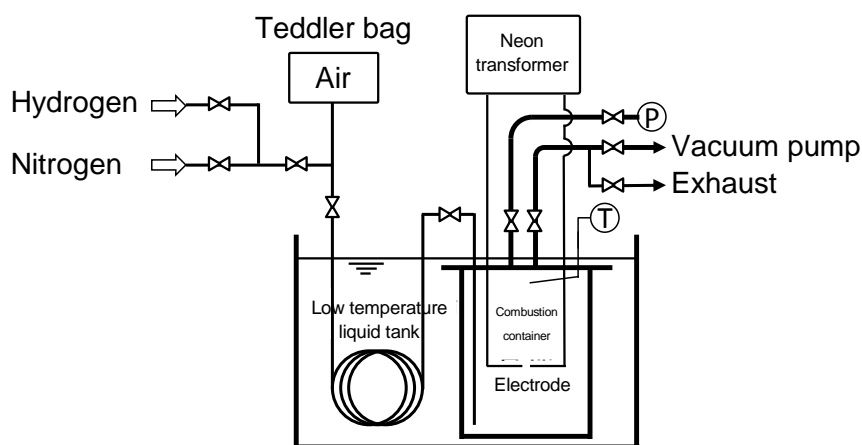 Teddler bag
Air
Neon
transformer
Hydrogen
Nitrogen
P
Vacuum pump
Exhaust
T
Low temperature
liquid tank
Combustion
container
Electrode